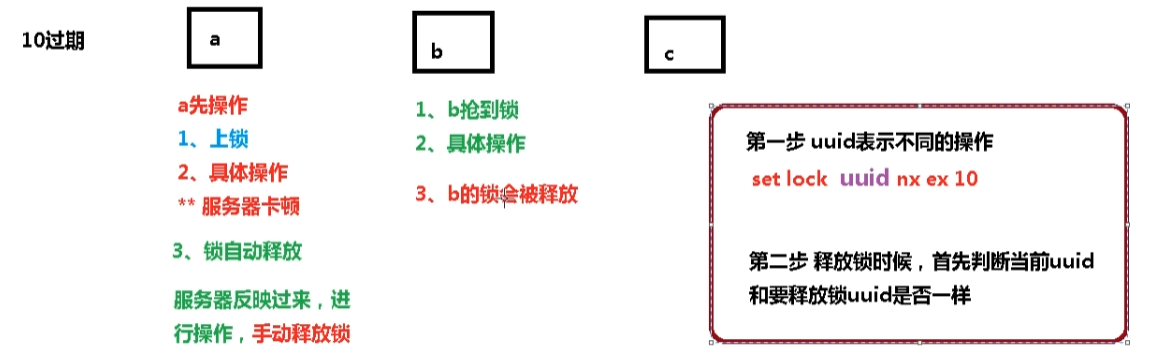 10过期
a
a先操作
1、上锁
2、具体操作
** 服务器卡顿
3、锁自动释放
服务器反映过来，进
行操作，手动释放锁
b
1、b抢到锁
2、具体操作
3、b的锁会被释放
c
第一步 uuid表示不同的操作
set lock uuid nx ex 10
第二步 释放锁时候，首先判断当前uuid
和要释放锁uuid是否一样